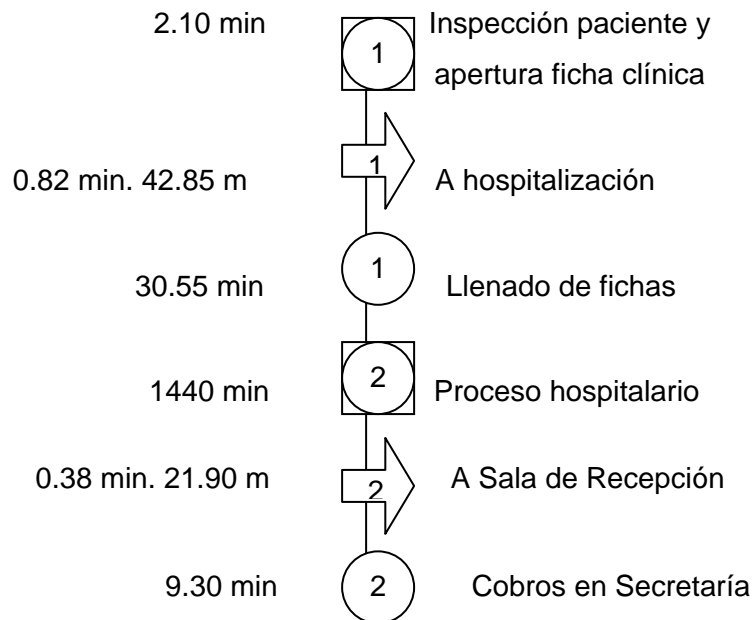 2.10 min 1 Inspección paciente y
apertura ficha clínica
1
0.82 min. 42.85 m A hospitalización
1
30.55 min Llenado de fichas
2
1440 min Proceso hospitalario
0.38 min. 21.90 m 2 A Sala de Recepción
9.30 min 2 Cobros en Secretaría